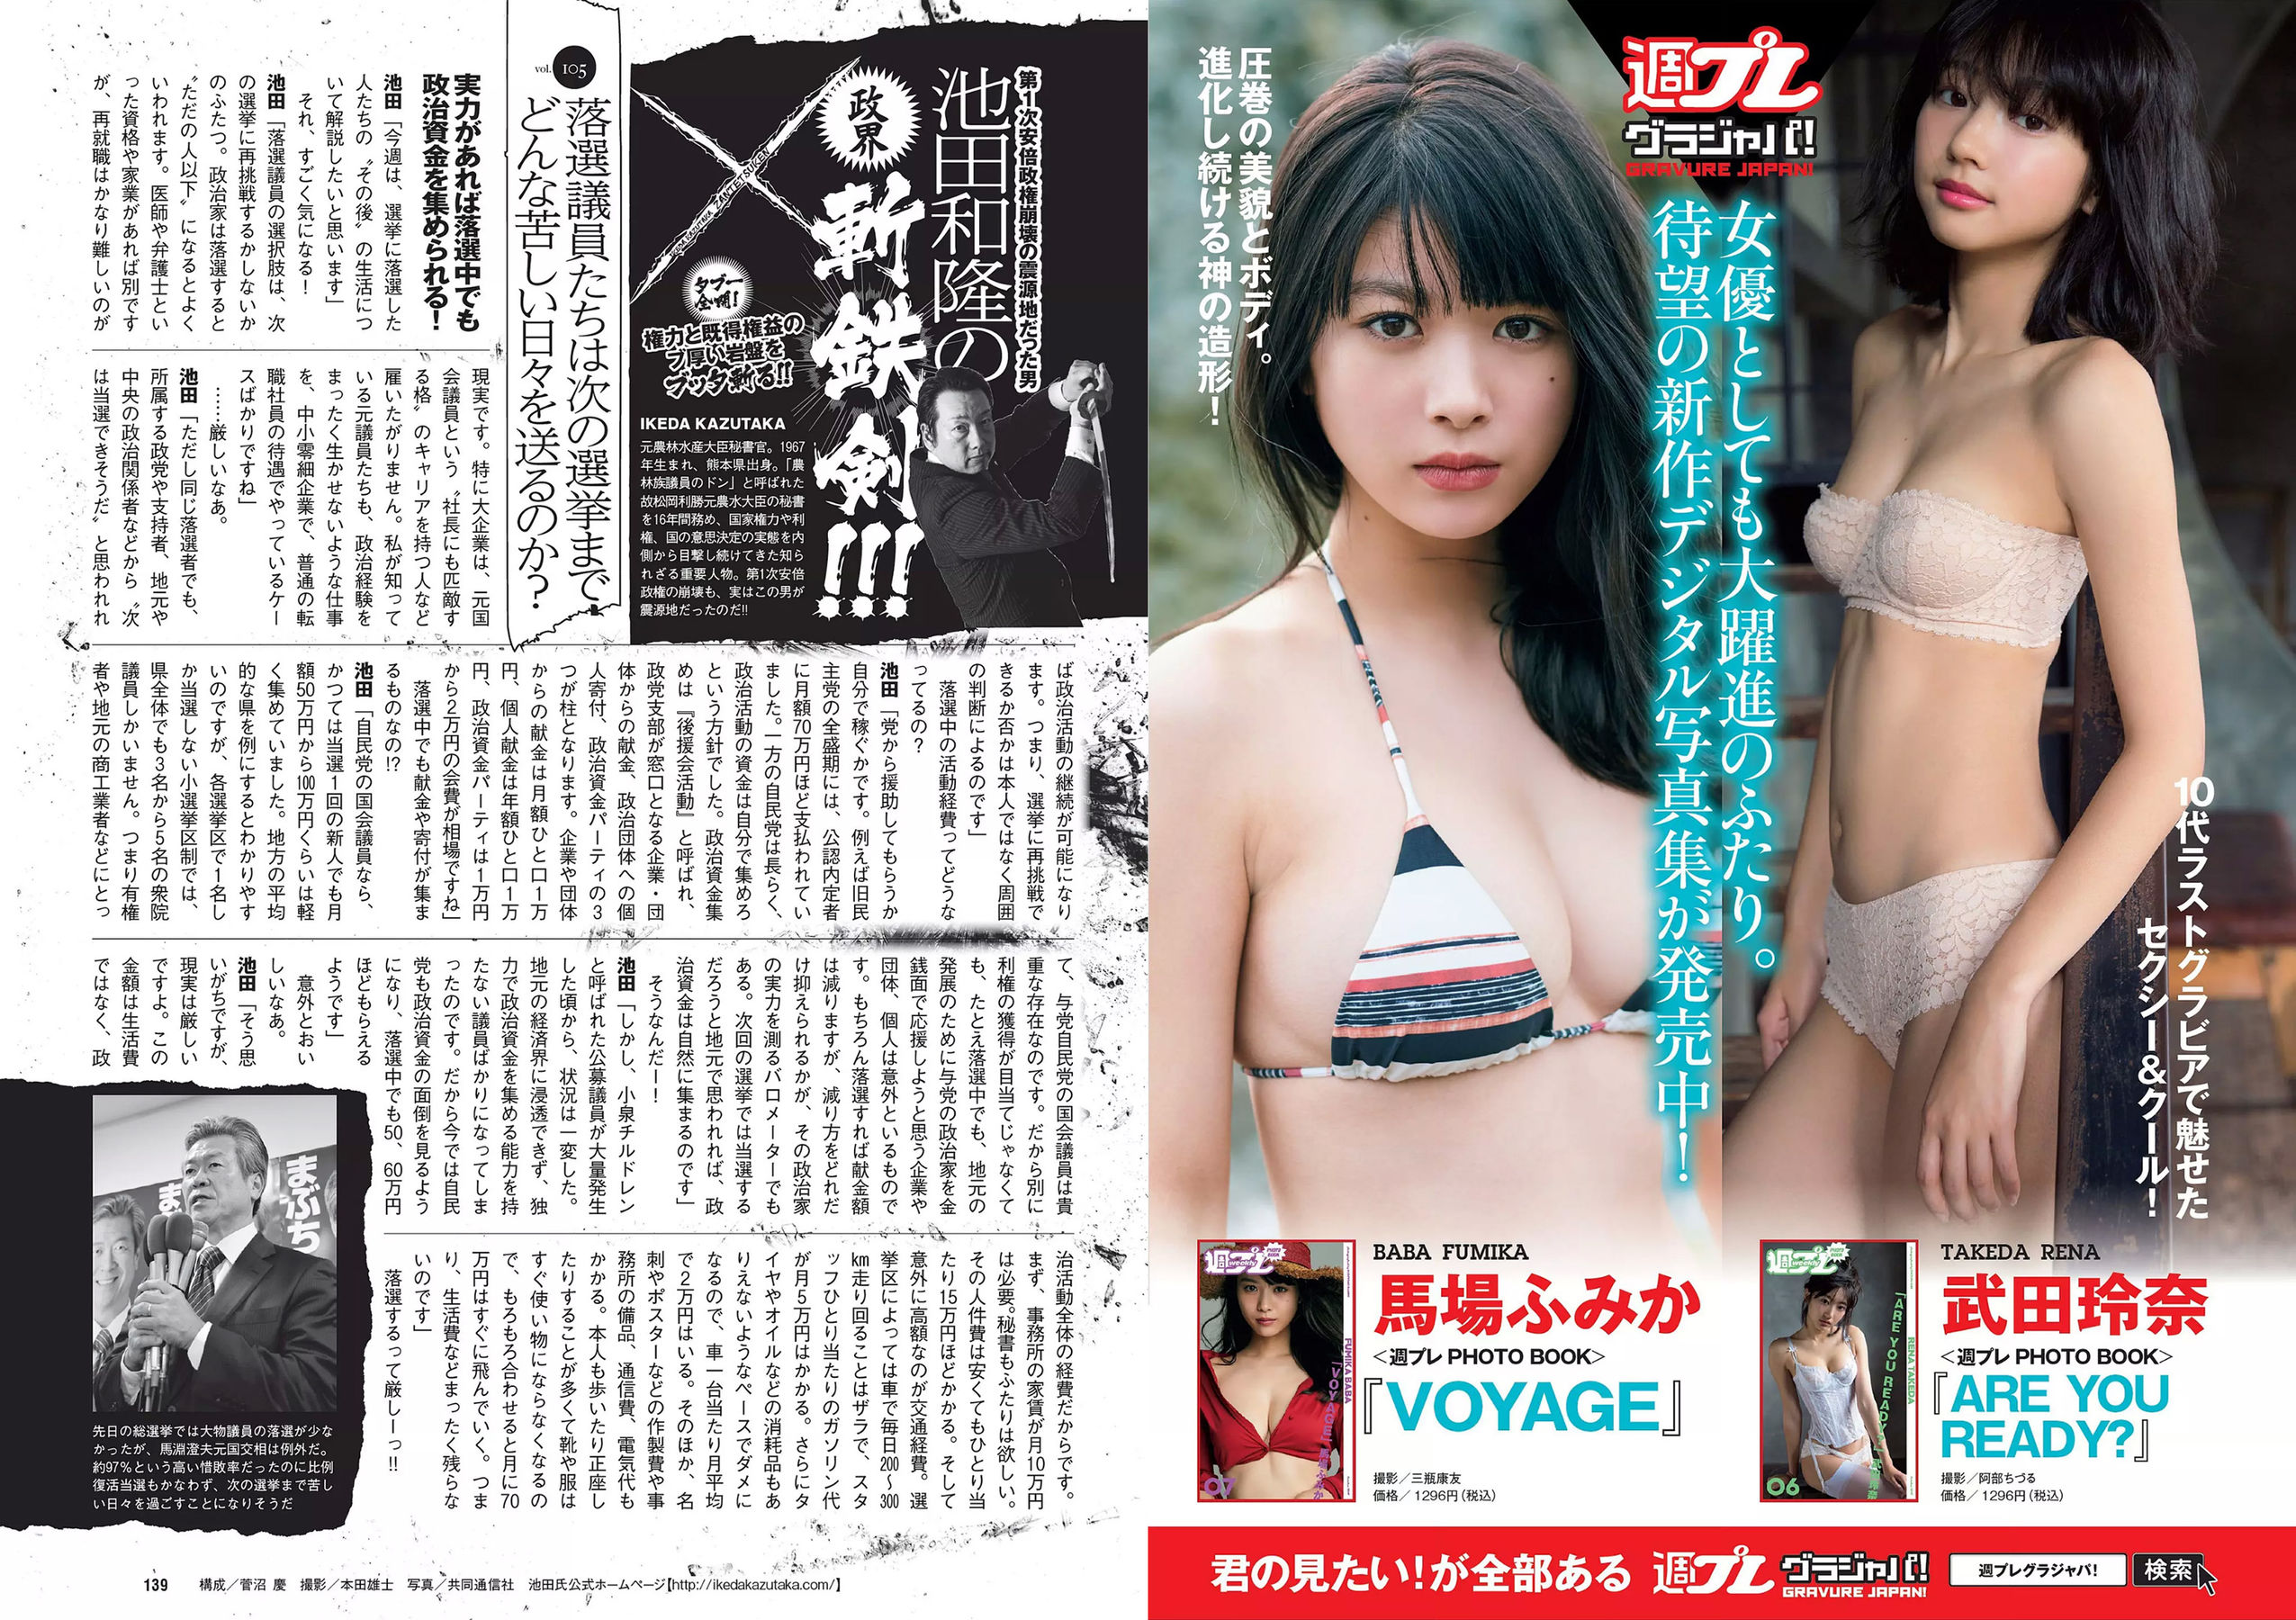 週プレ
グラジャパ!
GRAVURE JAPAN!
女優としても大躍進のふたり。
待望の新作デジタル写真集が発売中!
10代ラストグラビアで魅せた
セクシー&クール!
圧巻の美貌とボディ。
進化し続ける神の造形!
TAKEDA RENA
武田玲奈
<週プレ PHOTO BOOK>
『ARE YOU
READY?』
撮影/阿部ちづる
価格/1296円(税込)
週プレ
weekly
PHOTO BOOK
RENA TAKEDA
「ARE YOU READY?」
武田玲奈
06
BABA FUMIKA
馬場ふみか
<週プレ PHOTO BOOK>
『VOYAGE』
撮影/三瓶康友
価格/1296円(税込)
週プレ
weekly
PHOTO BOOK
FUMIKA BABA
「VOYAGE」
馬場ふみか
07
君の見たい!が全部ある
週プレ
グラジャパ!
GRAVURE JAPAN!
週プレグラジャパ!
検索
第1次安倍政権崩壊の震源地だった男
池田和隆の
政界
斬鉄剣!!!
IKEDA KAZUTAKA ZANTETSUKEN
タブー
全開!
権力と既得権益の
ブ厚い岩盤を
ブッタ斬る!!
IKEDA KAZUTAKA
元農林水産大臣秘書官。1967
年生まれ、熊本県出身。「農
林族議員のドン」と呼ばれた
故松岡利勝元農水大臣の秘書
を16年間務め、国家権力や利
権、国の意思決定の実態を内
側から目撃し続けてきた知ら
れざる重要人物。第1次安倍
政権の崩壊も、実はこの男が
震源地だったのだ!!
vol. 105
落選議員たちは次の選挙まで、
どんな苦しい日々を送るのか?
実力があれば落選中でも
政治資金を集められる!
池田「今週は、選挙に落選した
人たちの〝その後〟の生活につ
いて解説したいと思います」
それ、すごく気になる!
池田「落選議員の選択肢は、次
の選挙に再挑戦するかしないか
のふたつ。政治家は落選すると
〝ただの人以下〟になるとよく
いわれます。医師や弁護士とい
った資格や家業があれば別です
が、再就職はかなり難しいのが
現実です。特に大企業は、元国
会議員という〝社長にも匹敵す
る格〟のキャリアを持つ人など
雇いたがりません。私が知って
いる元議員たちも、政治経験を
まったく生かせないような仕事
を、中小零細企業で、普通の転
職社員の待遇でやっているケー
スばかりですね」
……厳しいなあ。
池田「ただし同じ落選者でも、
所属する政党や支持者、地元や
中央の政治関係者などから〝次
は当選できそうだ〟と思われれ
ば政治活動の継続が可能になり
ます。つまり、選挙に再挑戦で
きるか否かは本人ではなく周囲
の判断によるのです」
落選中の活動経費ってどうな
ってるの?
池田「党から援助してもらうか
自分で稼ぐかです。例えば旧民
主党の全盛期には、公認内定者
に月額70万円ほど支払われてい
ました。一方の自民党は長らく、
政治活動の資金は自分で集めろ
という方針でした。政治資金集
めは『後援会活動』と呼ばれ、
政党支部が窓口となる企業・団
体からの献金、政治団体への個
人寄付、政治資金パーティの3
つが柱となります。企業や団体
からの献金は月額ひと口1万
円、個人献金は年額ひと口1万
円、政治資金パーティは1万円
から2万円の会費が相場ですね」
落選中でも献金や寄付が集ま
るものなの!?
池田「自民党の国会議員なら、
かつては当選1回の新人でも月
額50万円から100万円くらいは軽
く集めていました。地方の平均
的な県を例にするとわかりやす
いのですが、各選挙区で1名し
か当選しない小選挙区制では、
県全体でも3名から5名の衆院
議員しかいません。つまり有権
者や地元の商工業者などにとっ
て、与党自民党の国会議員は貴
重な存在なのです。だから別に
利権の獲得が目当てじゃなくて
も、たとえ落選中でも、地元の
発展のために与党の政治家を金
銭面で応援しようと思う企業や
団体、個人は意外といるもので
す。もちろん落選すれば献金額
は減りますが、減り方をどれだ
け抑えられるかが、その政治家
の実力を測るバロメーターでも
ある。次回の選挙では当選する
だろうと地元で思われれば、政
治資金は自然に集まるのです」
そうなんだー!
池田「しかし、小泉チルドレン
と呼ばれた公募議員が大量発生
した頃から、状況は一変した。
地元の経済界に浸透できず、独
力で政治資金を集める能力を持
たない議員ばかりになってしま
ったのです。だから今では自民
党も政治資金の面倒を見るよう
になり、落選中でも50、60万円
ほどもらえる
ようです」
意外とおい
しいなあ。
池田「そう思
いがちですが、
現実は厳しい
ですよ。この
金額は生活費
ではなく、政
治活動全体の経費だからです。
まず、事務所の家賃が月10万円
は必要。秘書もふたりは欲しい。
その人件費は安くてもひとり当
たり15万円ほどかかる。そして
意外に高額なのが交通経費。選
挙区によっては車で毎日200〜300
km走り回ることはザラで、スタ
ッフひとり当たりのガソリン代
が月5万円はかかる。さらにタ
イヤやオイルなどの消耗品もあ
りえないようなペースでダメに
なるので、車一台当たり月平均
で2万円はいる。そのほか、名
刺やポスターなどの作製費や事
務所の備品、通信費、電気代も
かかる。本人も歩いたり正座し
たりすることが多くて靴や服は
すぐ使い物にならなくなるの
で、もろもろ合わせると月に70
万円はすぐに飛んでいく。つま
り、生活費などまったく残らな
いのです」
落選するって厳しーっ!!
まぶち
先日の総選挙では大物議員の落選が少な
かったが、馬淵澄夫元国交相は例外だ。
約97%という高い惜敗率だったのに比例
復活当選もかなわず、次の選挙まで苦し
い日々を過ごすことになりそうだ
139 構成/菅沼 慶 撮影/本田雄士 写真/共同通信社 池田氏公式ホームページ【http://ikedakazutaka.com/】